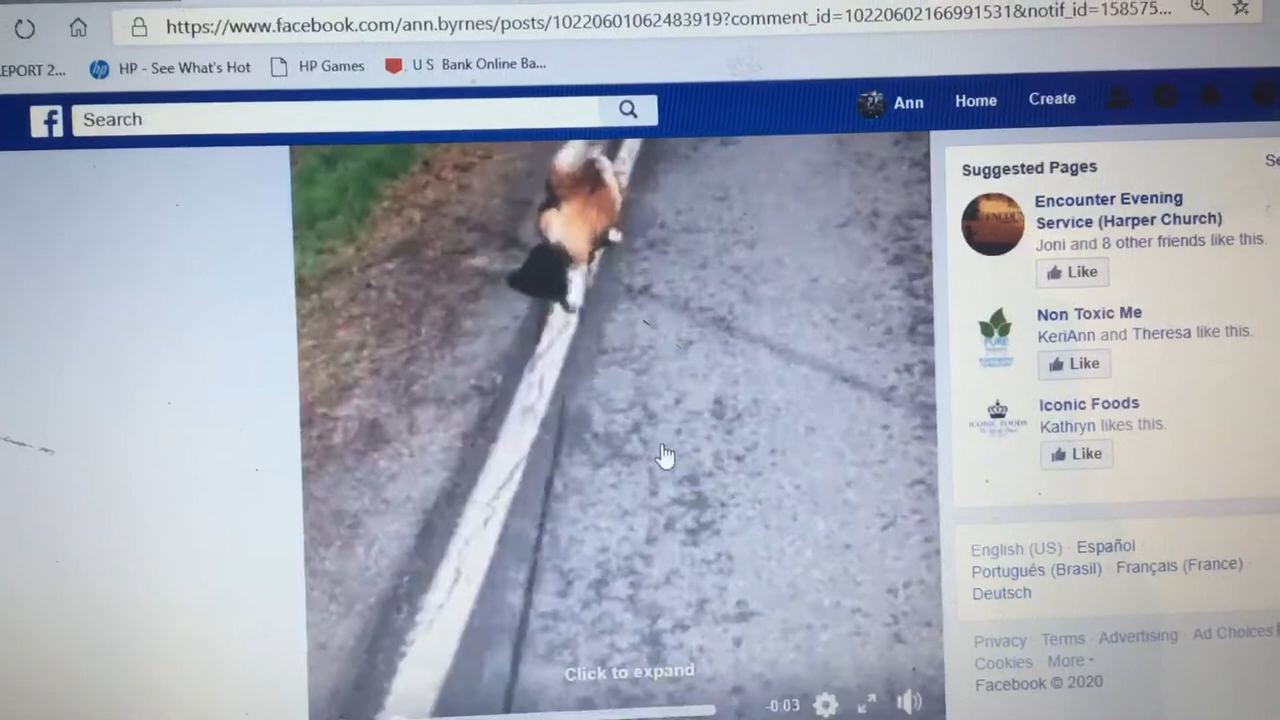 https://www.facebook.com/ann.byrnes/posts/10220601062483919?comment_id=10220602166991531&notif_id=158575...
EPORT 2...
HP - See What's Hot
HP Games
U S Bank Online Ba...
Search
Ann
Home
Create
Suggested Pages
Se
Encounter Evening
Service (Harper Church)
Joni and 8 other friends like this.
Like
Non Toxic Me
KeriAnn and Theresa like this.
Like
PURE
Iconic Foods
Kathryn likes this.
Like
ICONIC FOODS
English (US) · Español ·
Português (Brasil) · Français (France) ·
Deutsch
Privacy · Terms · Advertising · Ad Choices
Cookies · More
Facebook © 2020
Click to expand
-0:03